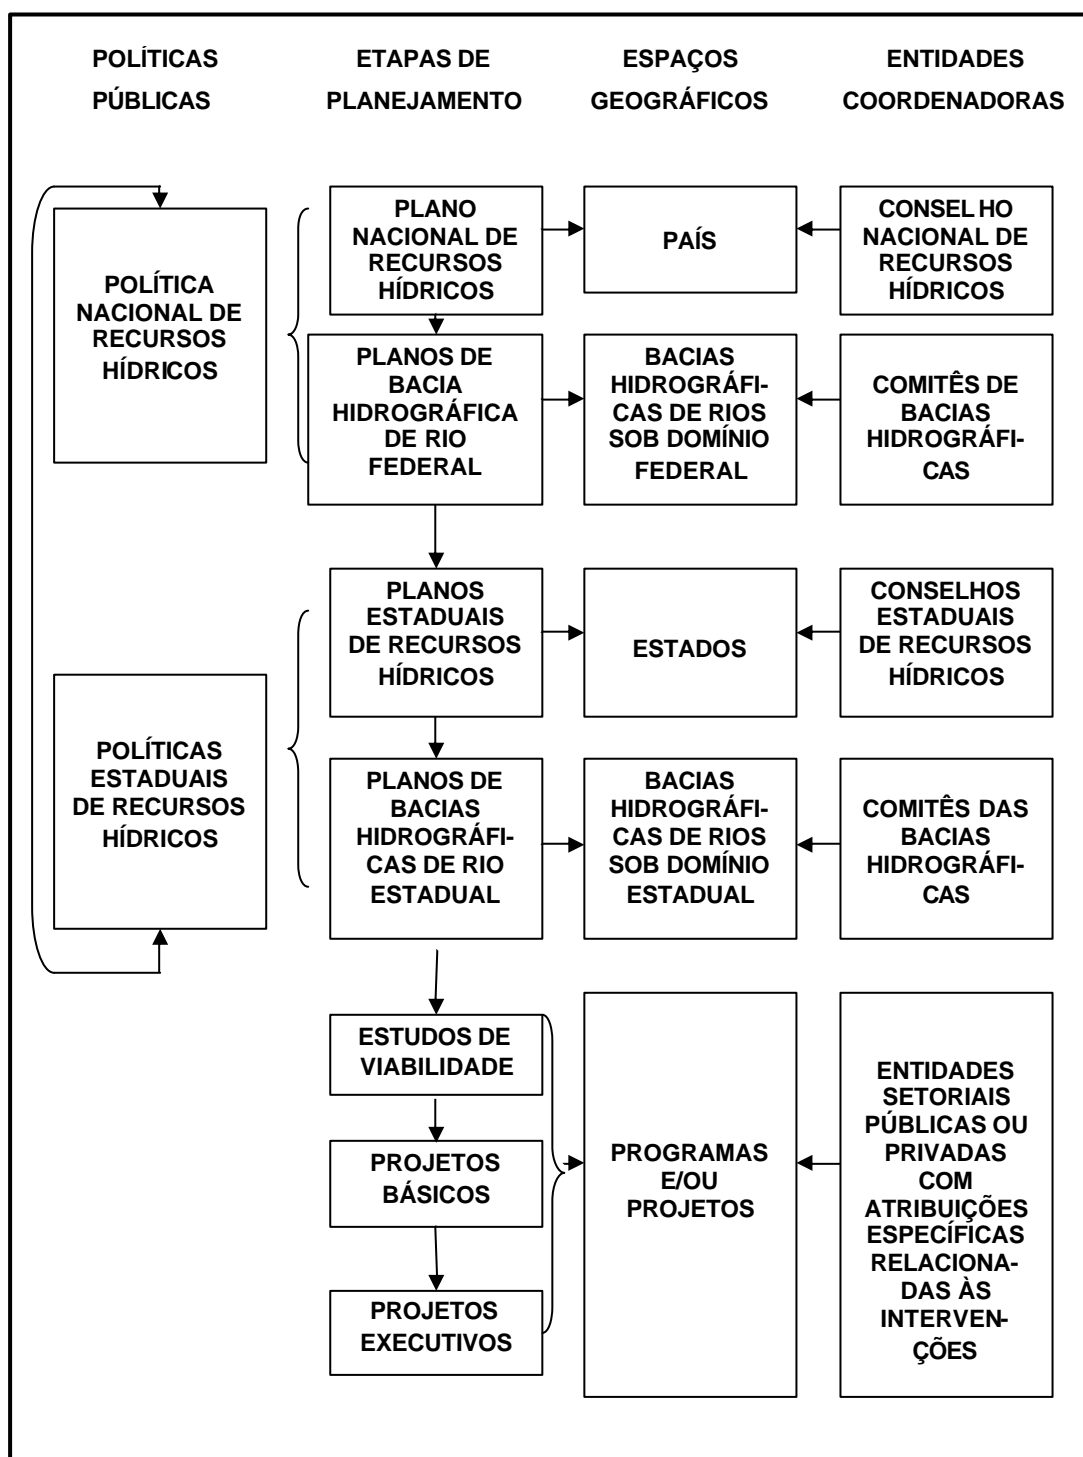 POLÍTICAS
PÚBLICAS
ETAPAS DE
PLANEJAMENTO
ESPAÇOS
GEOGRÁFICOS
ENTIDADES
COORDENADORAS
POLÍTICA
NACIONAL DE
RECURSOS
HÍDRICOS
PLANO
NACIONAL DE
RECURSOS
HÍDRICOS
PAÍS
CONSELHO
NACIONAL DE
RECURSOS
HÍDRICOS
PLANOS DE
BACIA
HIDROGRÁFICA
DE RIO
FEDERAL
BACIAS
HIDROGRÁFI-
CAS DE RIOS
SOB DOMÍNIO
FEDERAL
COMITÊS DE
BACIAS
HIDROGRÁFI-
CAS
POLÍTICAS
ESTADUAIS
DE RECURSOS
HÍDRICOS
PLANOS
ESTADUAIS
DE RECURSOS
HÍDRICOS
ESTADOS
CONSELHOS
ESTADUAIS
DE RECURSOS
HÍDRICOS
PLANOS DE
BACIAS
HIDROGRÁFI-
CAS DE RIO
ESTADUAL
BACIAS
HIDROGRÁFI-
CAS DE RIOS
SOB DOMÍNIO
ESTADUAL
COMITÊS DAS
BACIAS
HIDROGRÁFI-
CAS
ESTUDOS DE
VIABILIDADE
PROJETOS
BÁSICOS
PROJETOS
EXECUTIVOS
PROGRAMAS
E/OU
PROJETOS
ENTIDADES
SETORIAIS
PÚBLICAS OU
PRIVADAS
COM
ATRIBUIÇÕES
ESPECÍFICAS
RELACIONA-
DAS ÀS
INTERVEN-
ÇÕES